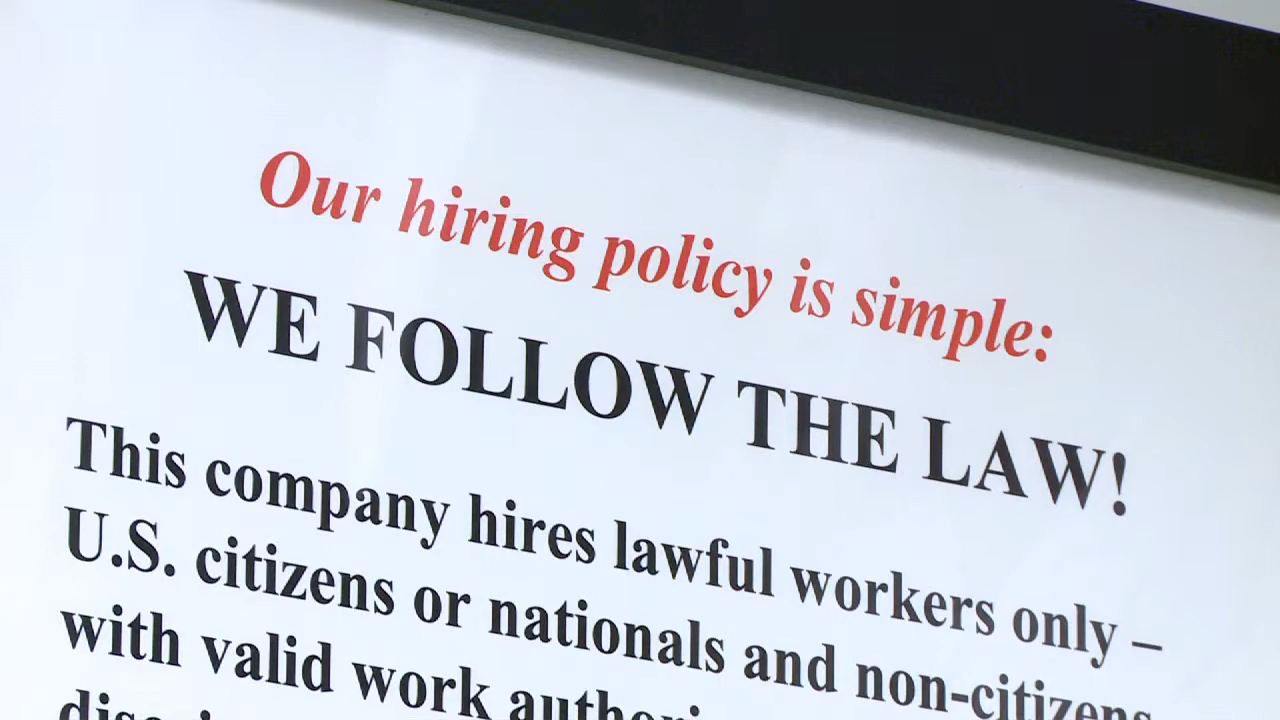 Our hiring policy is simple:
WE FOLLOW THE LAW!
This company hires lawful workers only –
U.S. citizens or nationals and non-citizens
with valid work